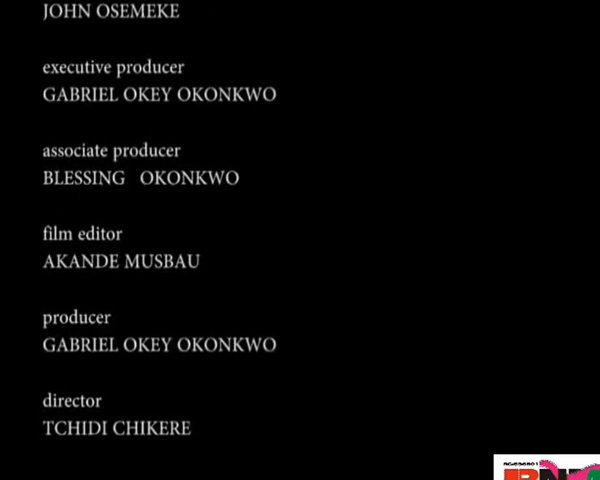 JOHN OSEMEKE
executive producer
GABRIEL OKEY OKONKWO
associate producer
BLESSING OKONKWO
film editor
AKANDE MUSBAU
producer
GABRIEL OKEY OKONKWO
director
TCHIDI CHIKERE